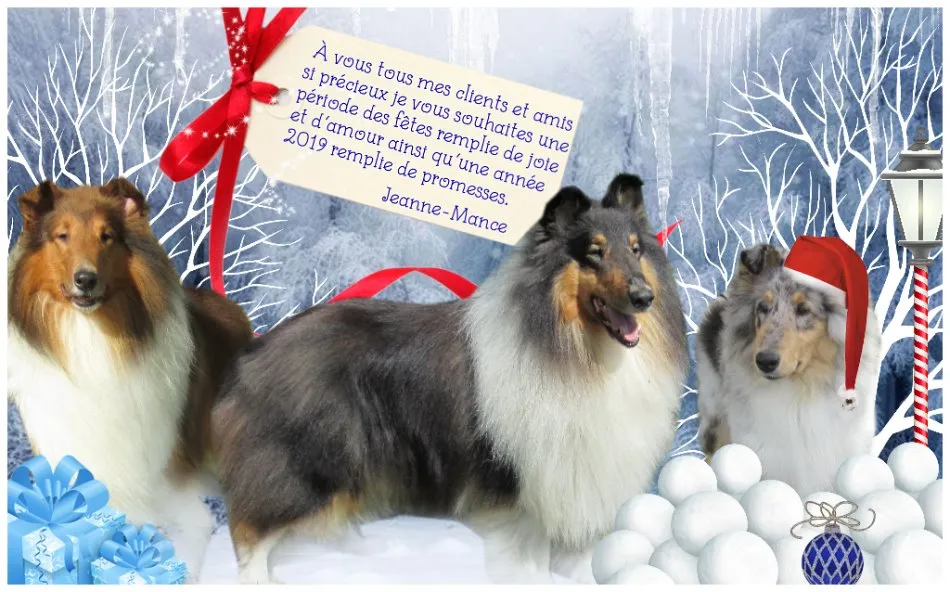 À vous tous mes clients et amis
si précieux je vous souhaites une
période des fêtes remplie de joie
et d'amour ainsi qu'une année
2019 remplie de promesses.
Jeanne-Mance